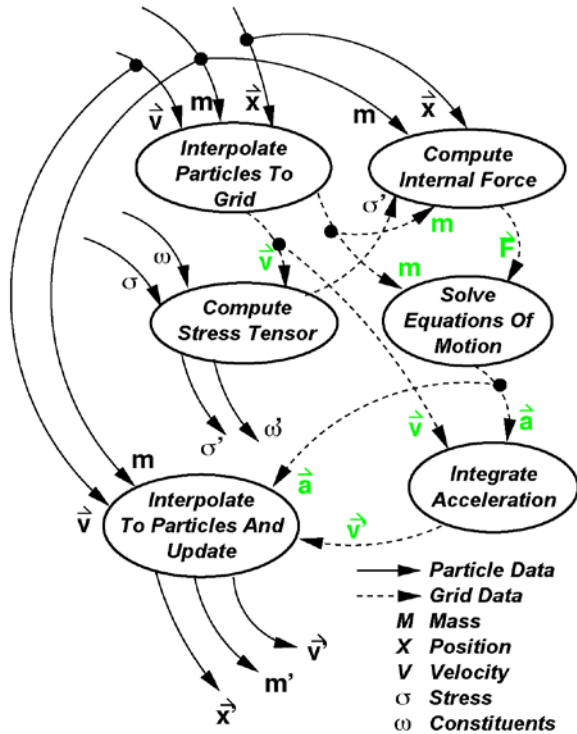 v
m
x
m
x
Interpolate
Particles To
Grid
Compute
Internal Force
σ'
m
F
ω
σ
v
m
Compute
Stress Tensor
Solve
Equations Of
Motion
σ'
ω'
v
a
m
v
a
Interpolate
To Particles And
Update
Integrate
Acceleration
v'
x'
m'
v'
Particle Data
Grid Data
M Mass
X Position
V Velocity
σ Stress
ω Constituents